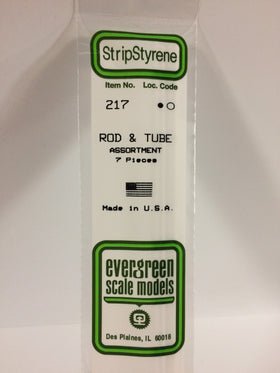 StripStyrene
Item No. Loc. Code
217
ROD & TUBE
ASSORTMENT
7 Pieces
Made in U.S.A.
evergreen
scale models
Des Plaines, IL 60018